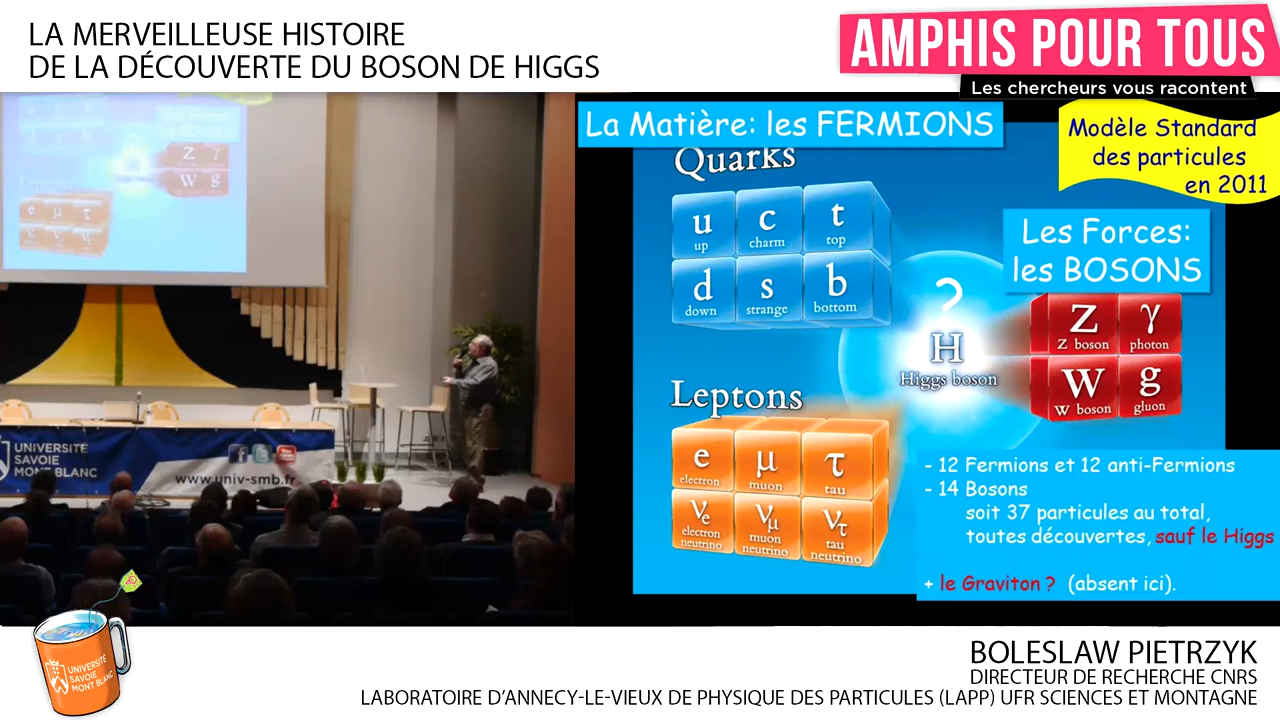 LA MERVEILLEUSE HISTOIRE
DE LA DÉCOUVERTE DU BOSON DE HIGGS
AMPHIS POUR TOUS
Les chercheurs vous racontent
La Matière: les FERMIONS
Modèle Standard
des particules
en 2011
Quarks
u c t
up charm top
d s b
down strange bottom
Les Forces:
les BOSONS
?
H
Higgs boson
Z γ
Z boson photon
W g
W boson gluon
Leptons
e μ τ
electron muon tau
νe νμ ντ
electron neutrino muon neutrino tau neutrino
- 12 Fermions et 12 anti-Fermions
- 14 Bosons
soit 37 particules au total,
toutes découvertes, sauf le Higgs
+ le Graviton ? (absent ici).
Z γ
W g
e μ τ
UNIVERSITÉ
SAVOIE
MONT BLANC
www.univ-smb.fr
UNIVERSITÉ
SAVOIE
MONT BLANC
BOLESLAW PIETRZYK
DIRECTEUR DE RECHERCHE CNRS
LABORATOIRE D'ANNECY-LE-VIEUX DE PHYSIQUE DES PARTICULES (LAPP) UFR SCIENCES ET MONTAGNE